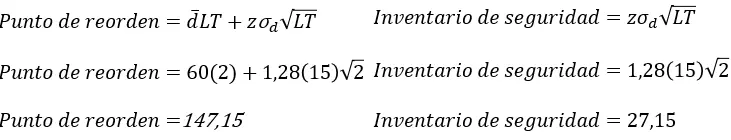 Punto de reorden = d̄LT + zσ_d√LT
Inventario de seguridad = zσ_d√LT
Punto de reorden = 60(2) + 1,28(15)√2
Inventario de seguridad = 1,28(15)√2
Punto de reorden =147,15
Inventario de seguridad = 27,15